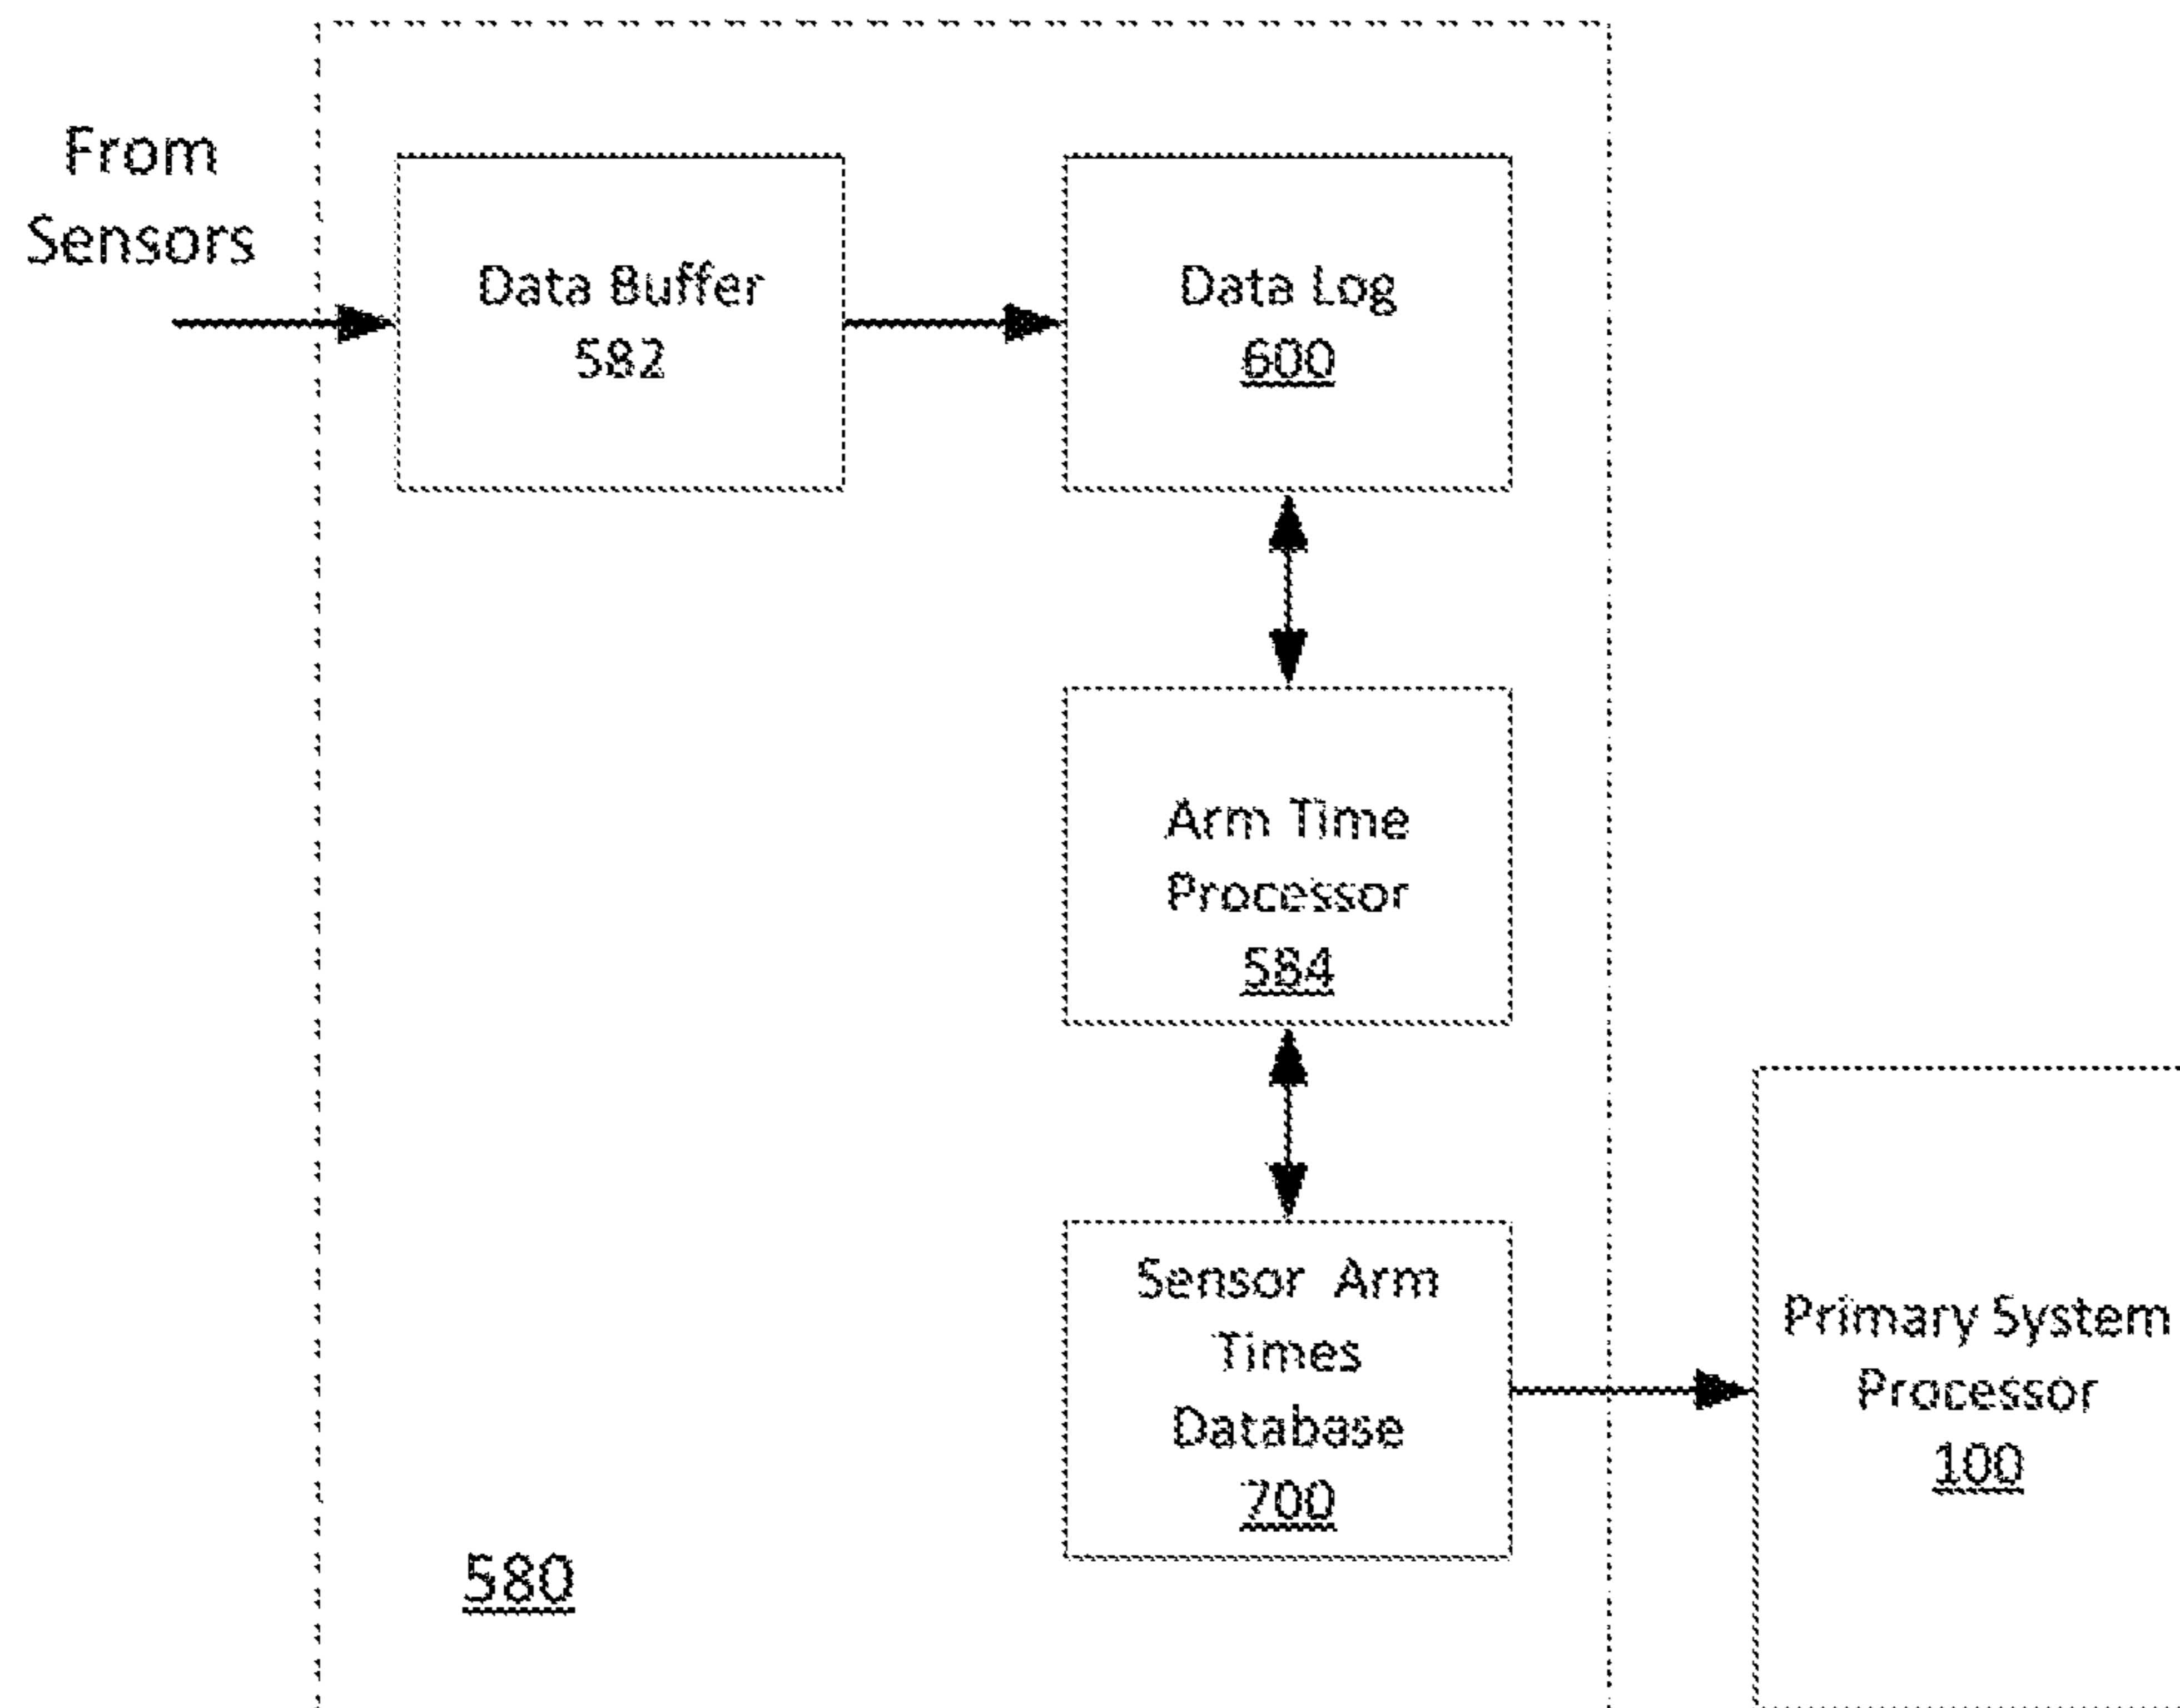 From
Sensors
Data Buffer
582
Data Log
600
Arm Time
Processor
584
Sensor Arm
Times
Database
700
Primary System
Processor
100
580